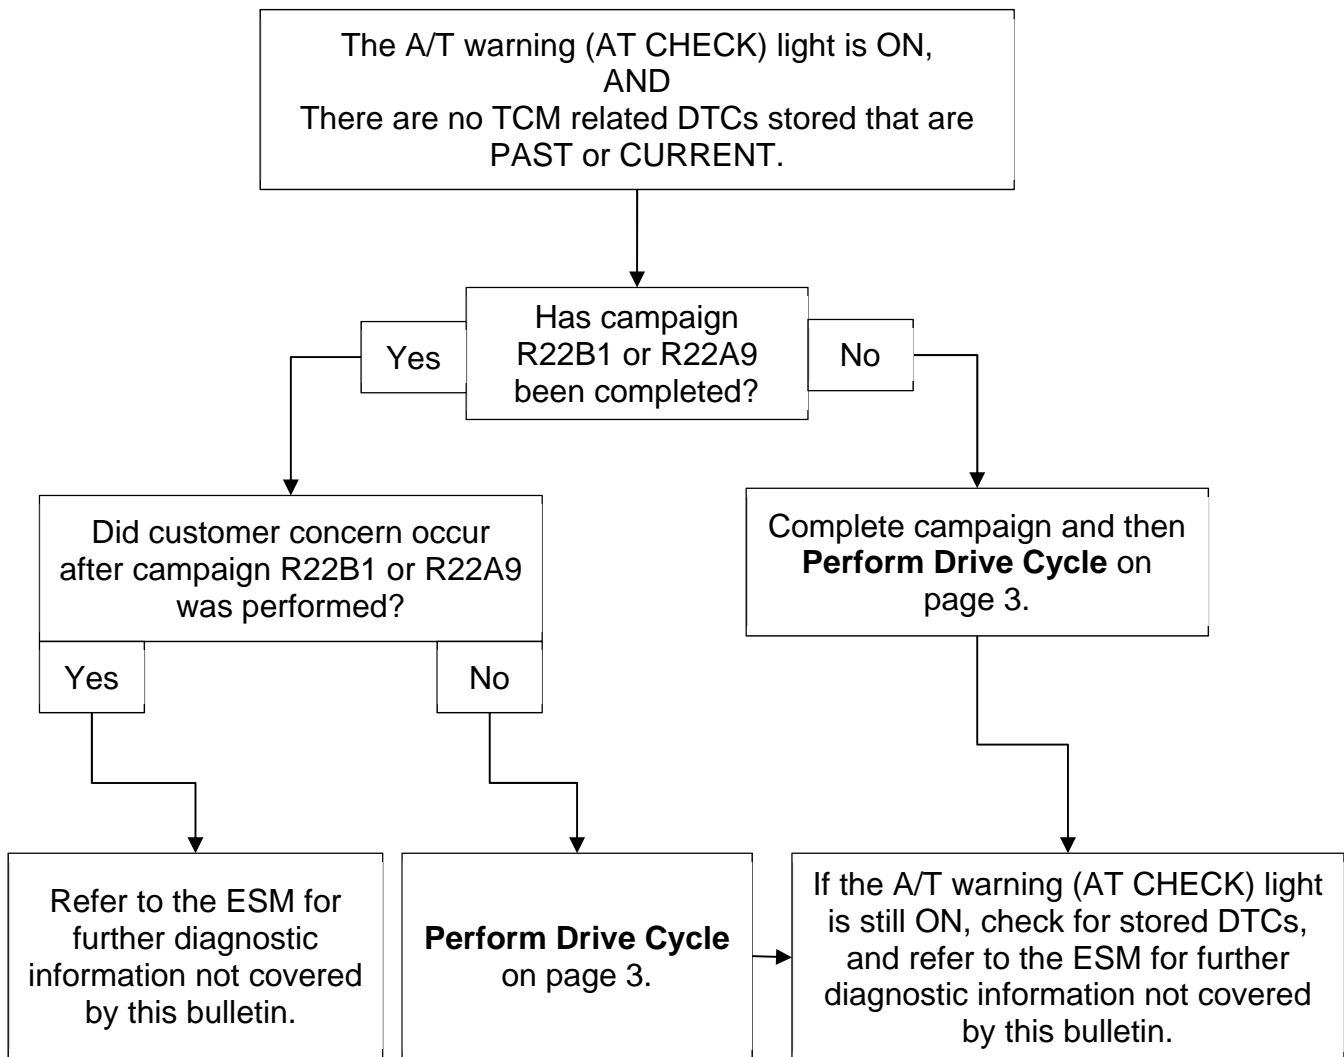 The A/T warning (AT CHECK) light is ON,
AND
There are no TCM related DTCs stored that are
PAST or CURRENT.
Has campaign
R22B1 or R22A9
been completed?
Yes
No
Did customer concern occur
after campaign R22B1 or R22A9
was performed?
Yes
No
Complete campaign and then
Perform Drive Cycle on
page 3.
Refer to the ESM for
further diagnostic
information not covered
by this bulletin.
Perform Drive Cycle
on page 3.
If the A/T warning (AT CHECK) light
is still ON, check for stored DTCs,
and refer to the ESM for further
diagnostic information not covered
by this bulletin.